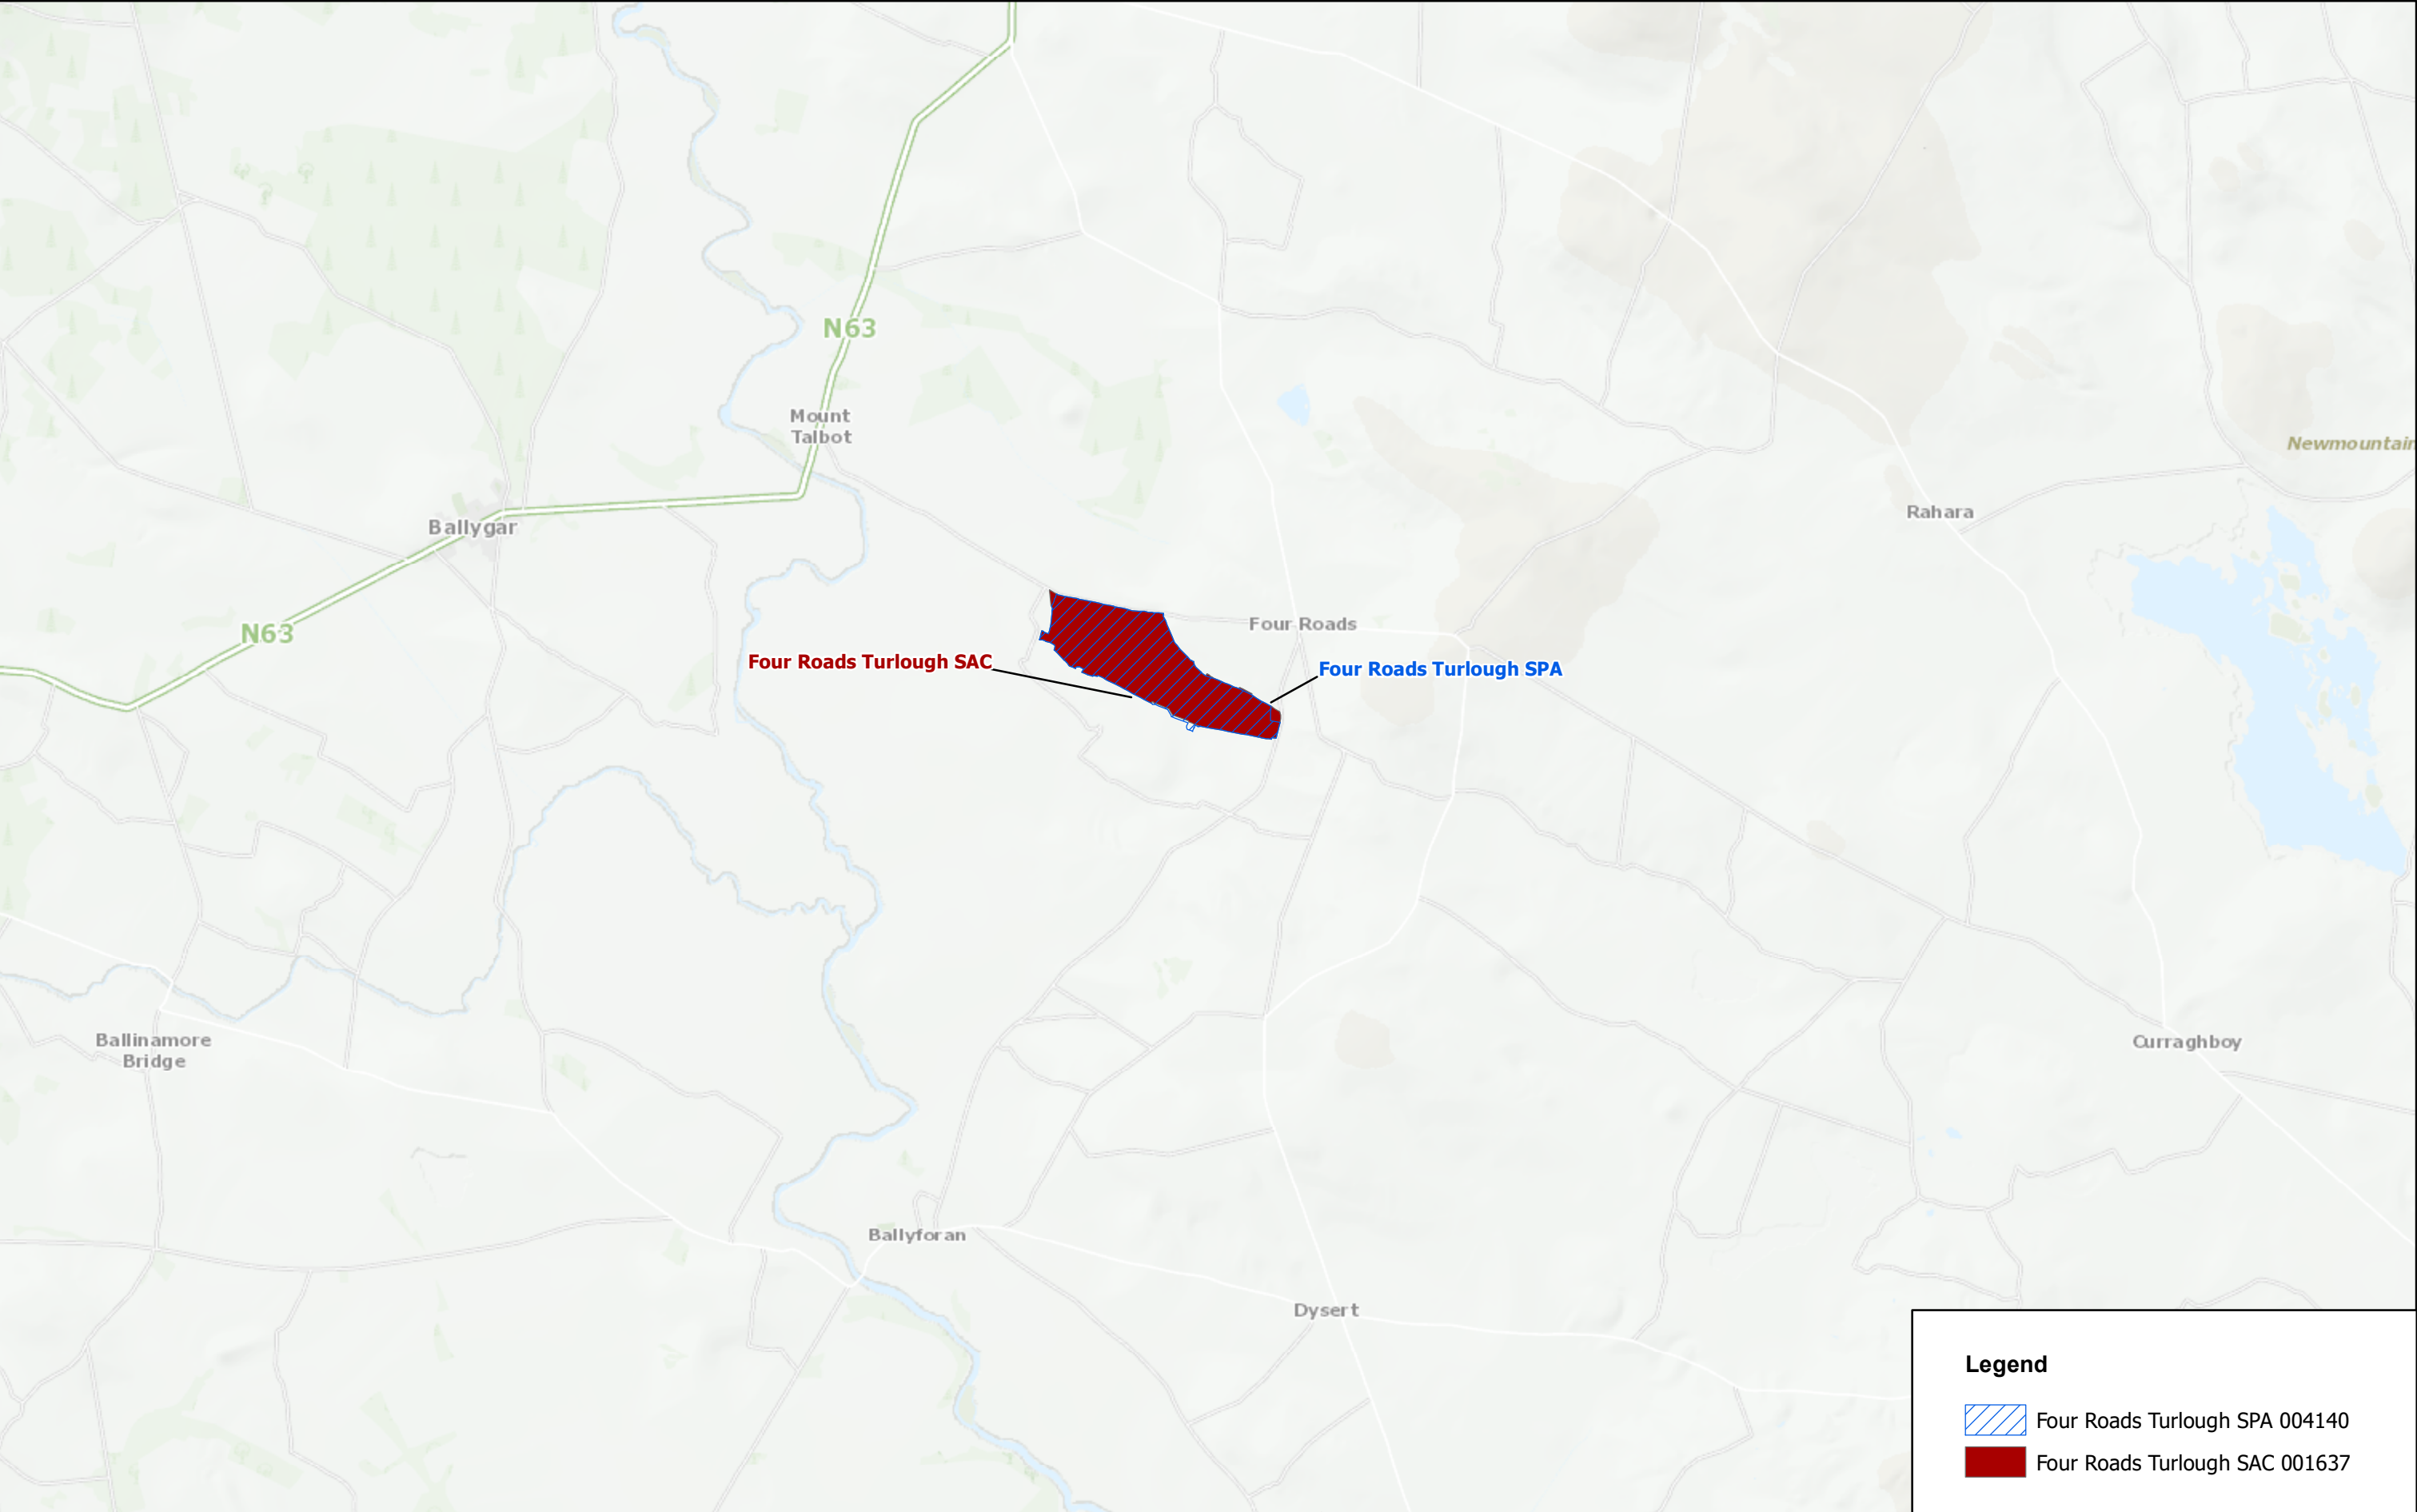 N63
Mount
Talbot
Newmountain
Rahara
Ballygar
Four Roads
N63
Four Roads Turlough SAC
Four Roads Turlough SPA
Ballinamore
Bridge
Curraghboy
Ballyforan
Dysert
Legend
Four Roads Turlough SPA 004140
Four Roads Turlough SAC 001637